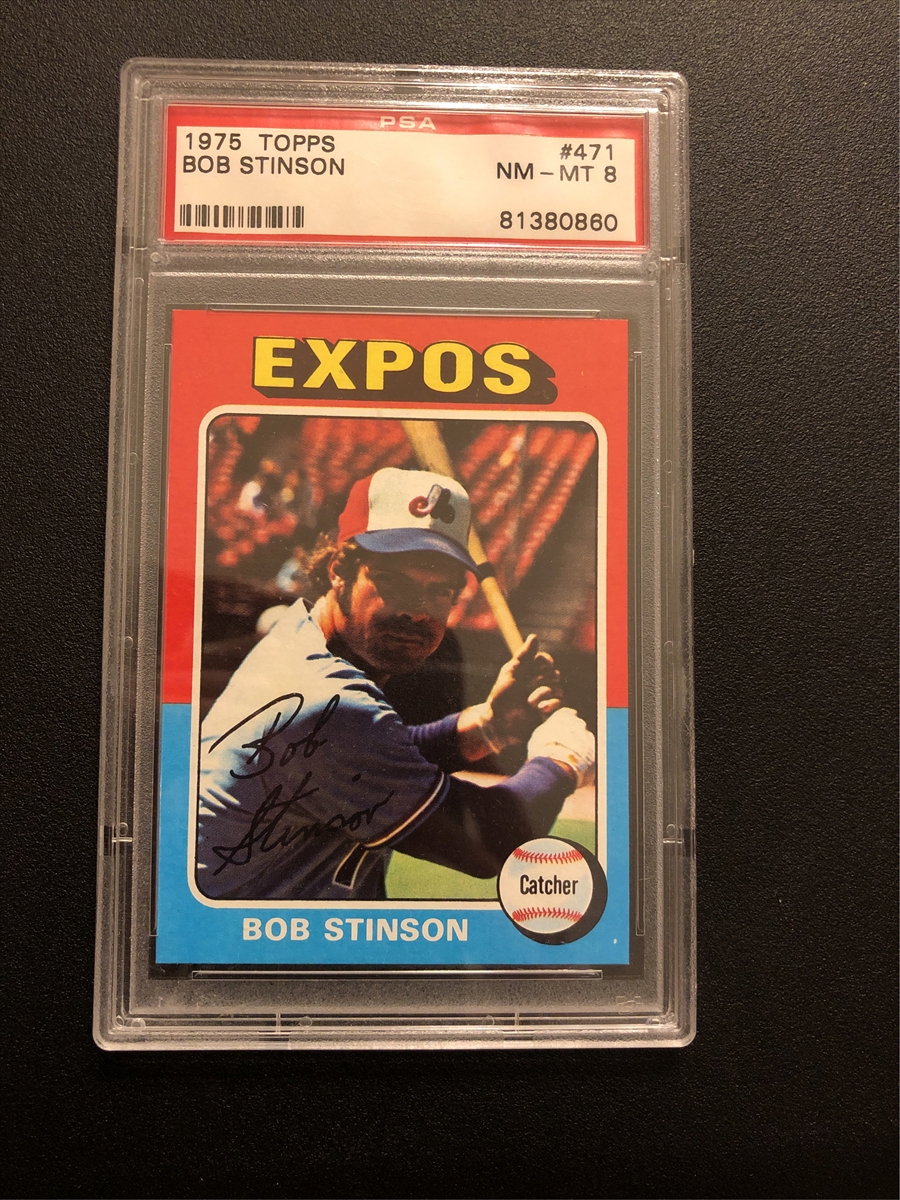 PSA
1975 TOPPS #471
BOB STINSON NM - MT 8
81380860
EXPOS
Bob
Stinson
Catcher
BOB STINSON